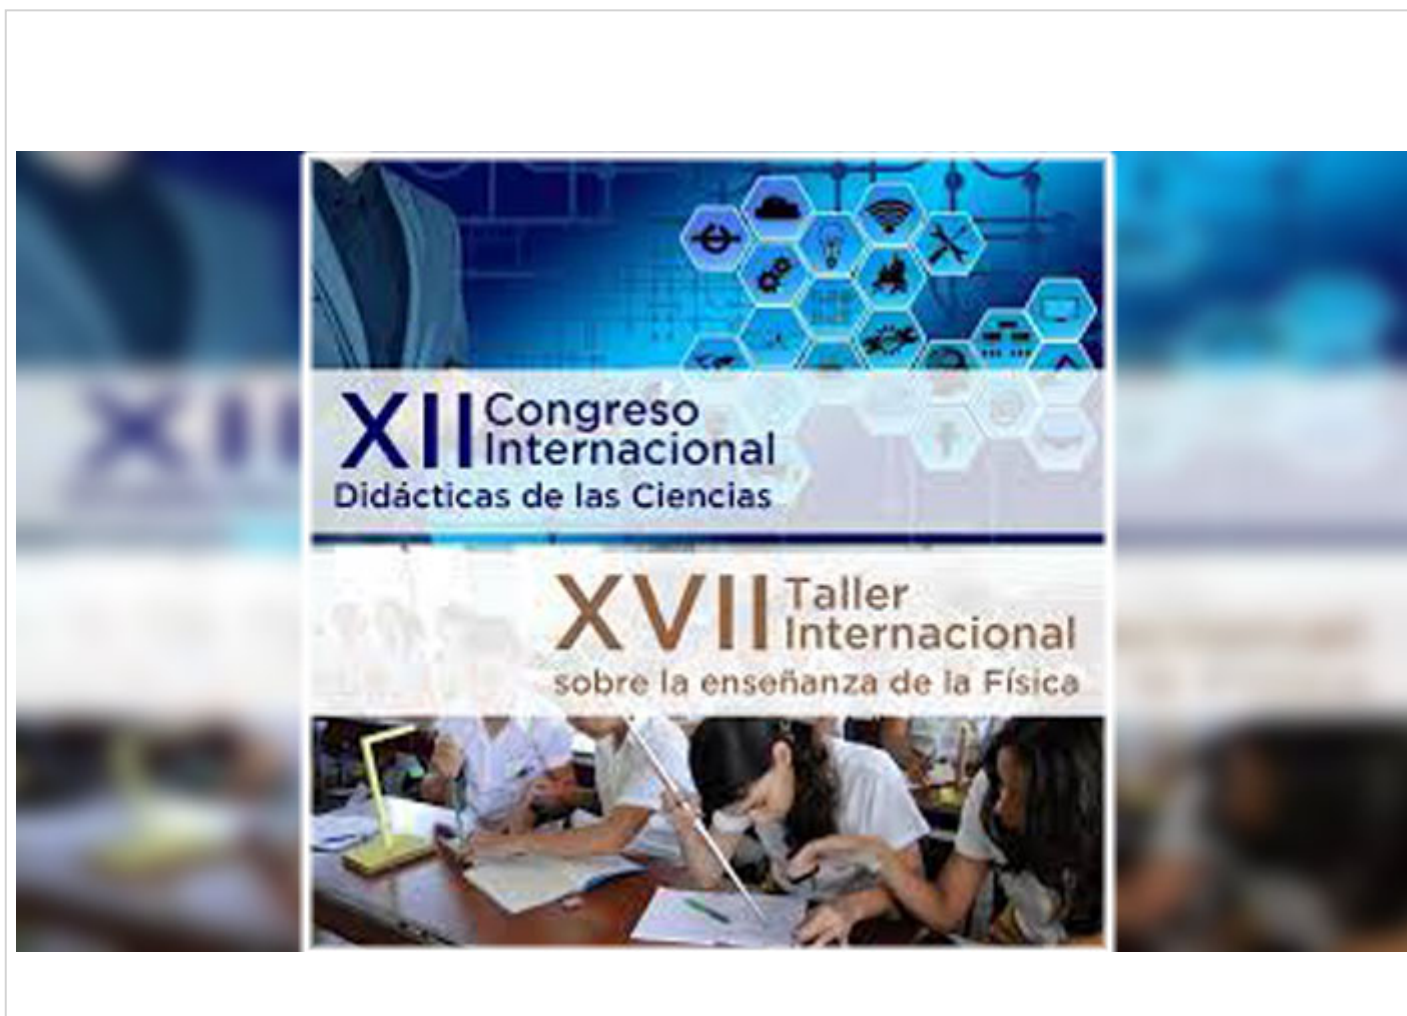 XII Congreso
Internacional
Didácticas de las Ciencias
XVII Taller
Internacional
sobre la enseñanza de la Física